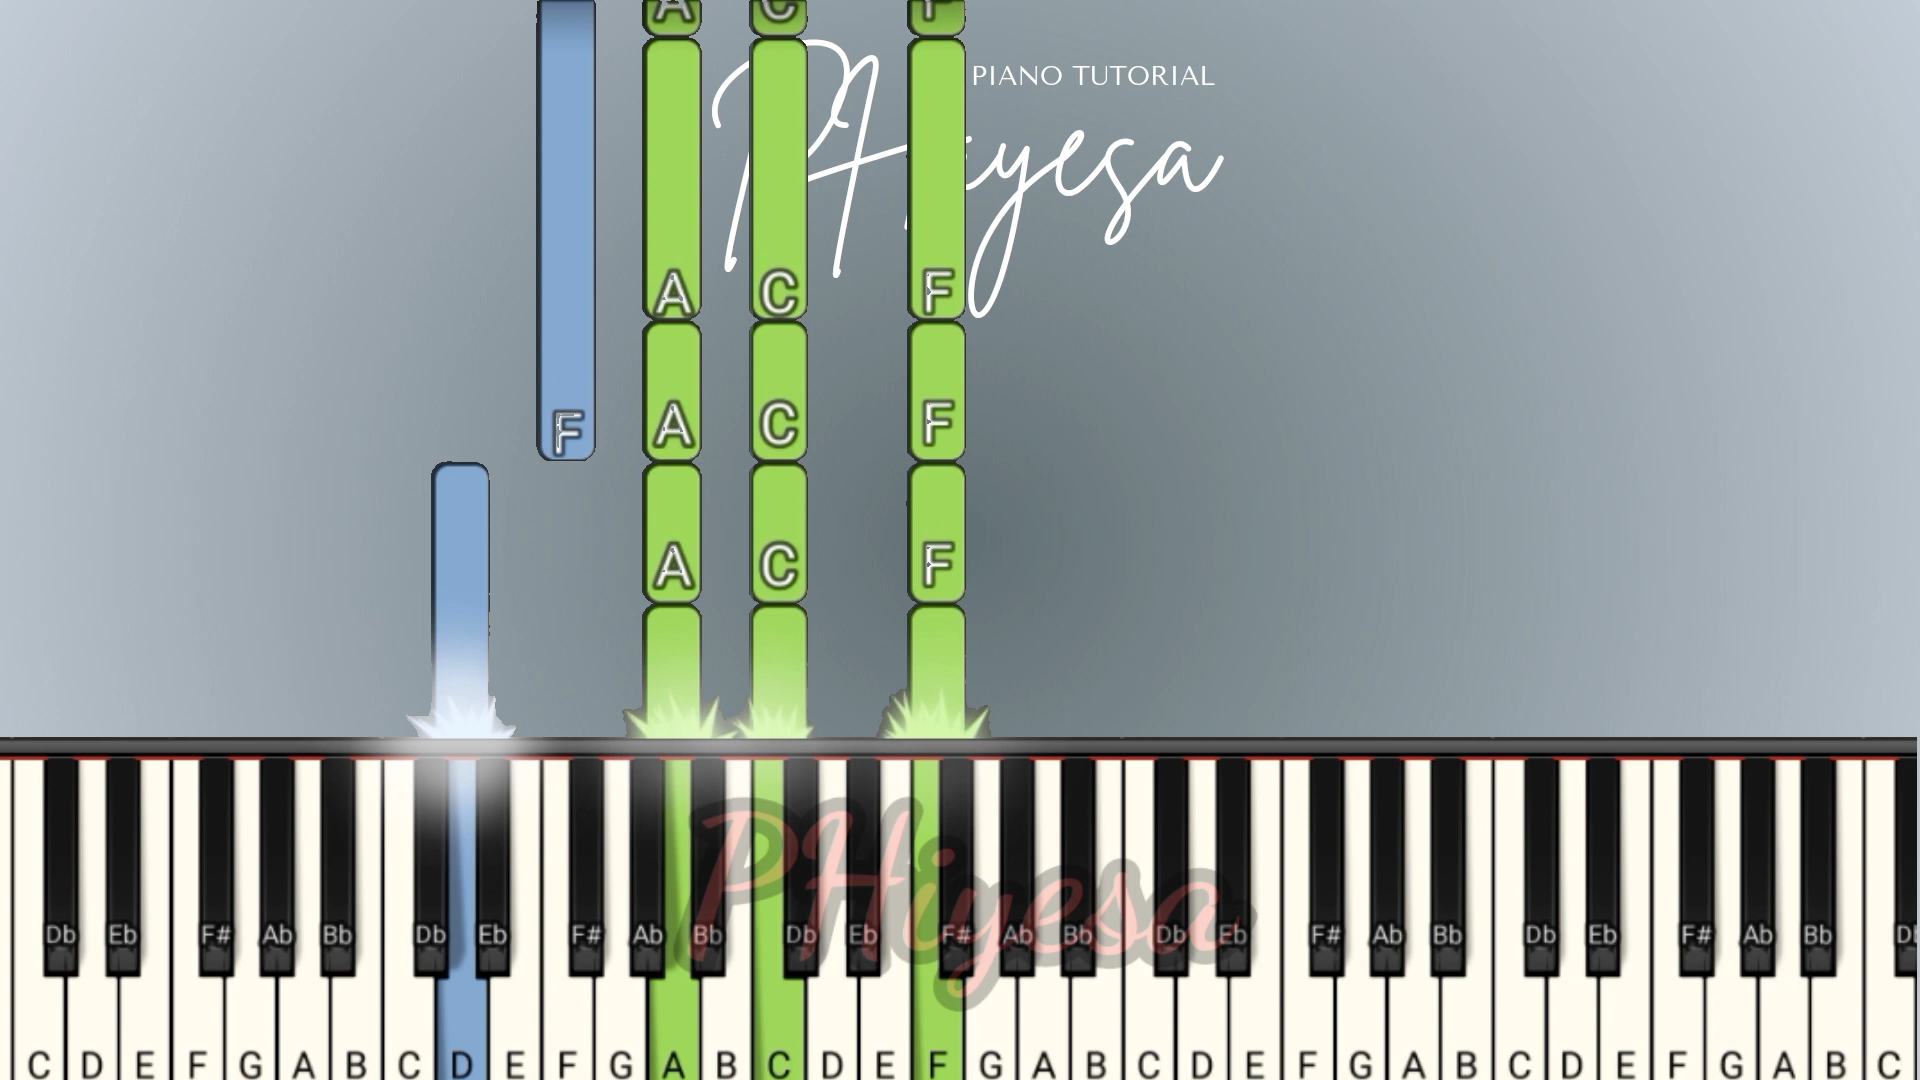 A C F
PIANO TUTORIAL
PHiyesa
A C F
F A C F
A C F
PHiyesa
Db Eb F# Ab Bb Db Eb F# Ab Bb Db Eb F# Ab Bb Db Eb F# Ab Bb Db Eb F# Ab Bb
C D E F G A B C D E F G A B C D E F G A B C D E F G A B C D E F G A B C